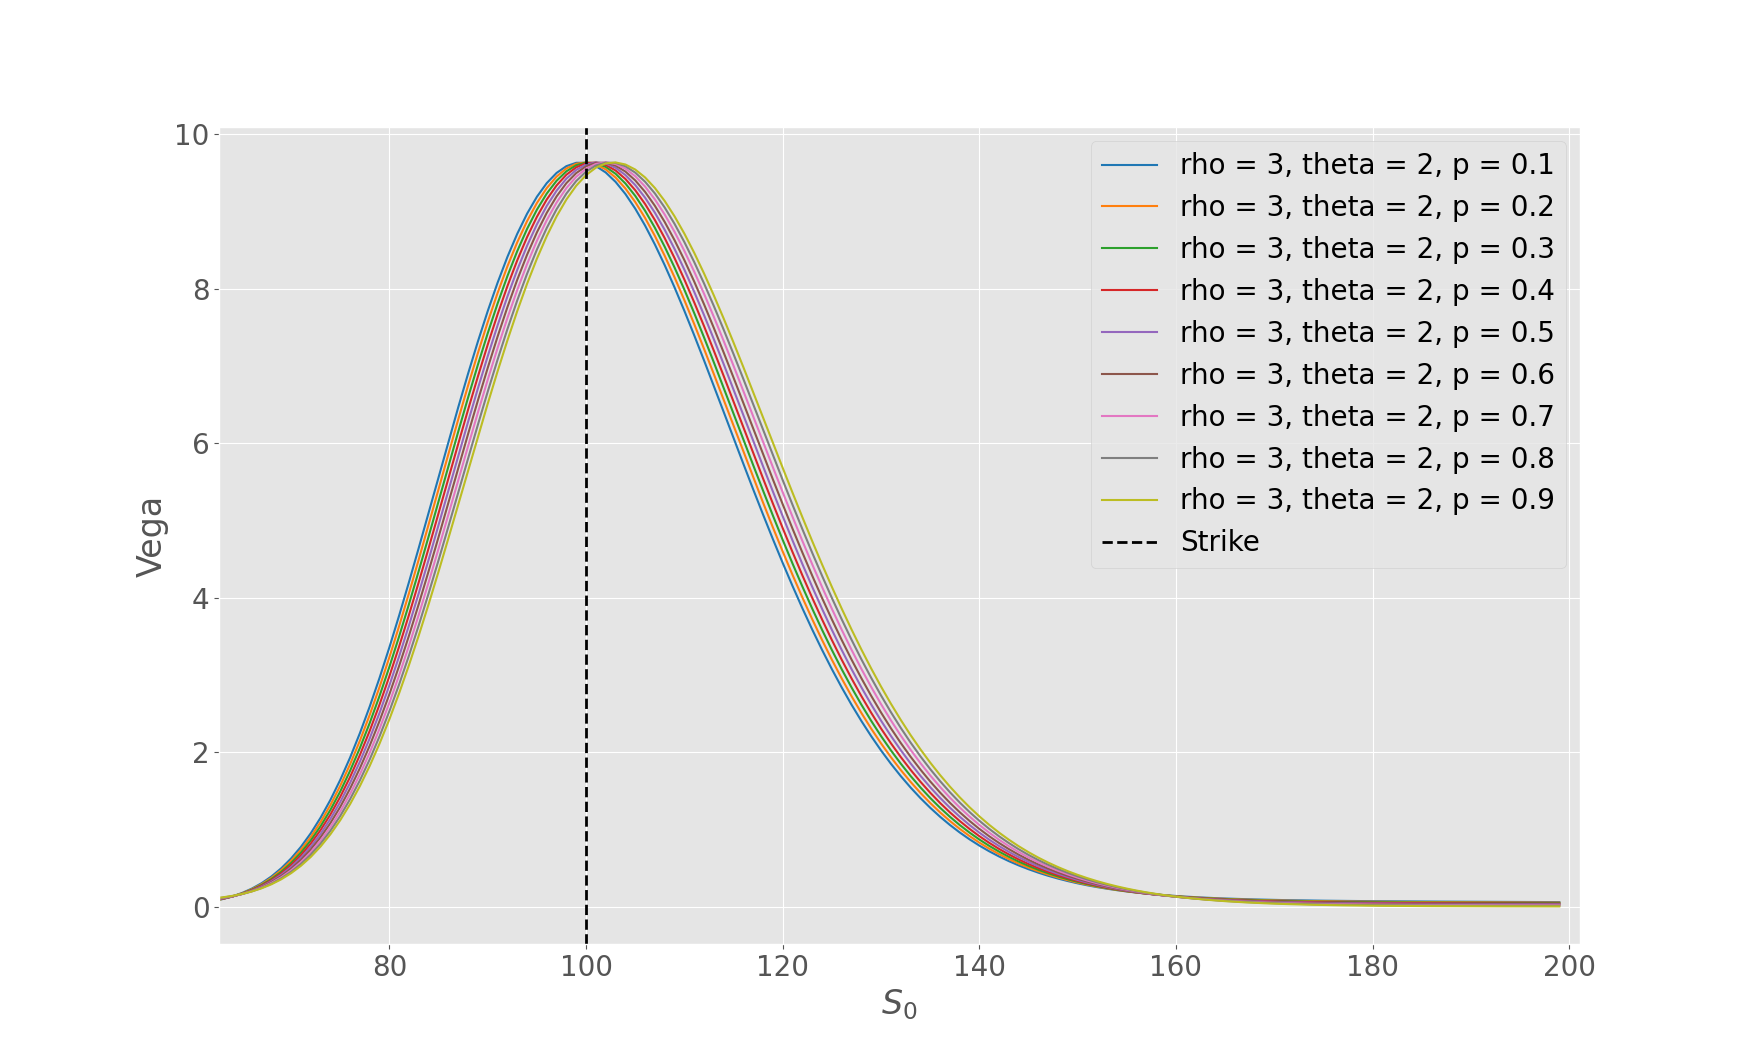 10
8
6
4
2
0
Vega
80
100
120
140
160
180
200
S0
rho = 3, theta = 2, p = 0.1
rho = 3, theta = 2, p = 0.2
rho = 3, theta = 2, p = 0.3
rho = 3, theta = 2, p = 0.4
rho = 3, theta = 2, p = 0.5
rho = 3, theta = 2, p = 0.6
rho = 3, theta = 2, p = 0.7
rho = 3, theta = 2, p = 0.8
rho = 3, theta = 2, p = 0.9
Strike